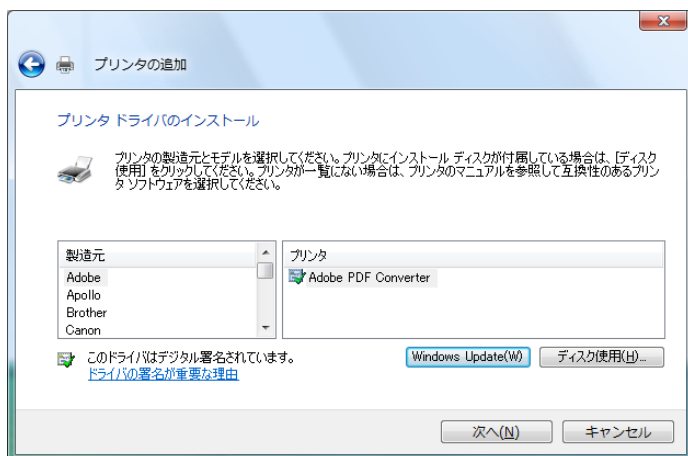 プリンタの追加
プリンタ ドライバのインストール
プリンタの製造元とモデルを選択してください。プリンタにインストール ディスクが付属している場合は、[ディスク
使用] をクリックしてください。プリンタが一覧にない場合は、プリンタのマニュアルを参照して互換性のあるプリン
タ ソフトウェアを選択してください。
製造元
プリンタ
Adobe
Adobe PDF Converter
Apollo
Brother
Canon
このドライバはデジタル署名されています。
Windows Update(W)
ディスク使用(H)...
ドライバの署名が重要な理由
次へ(N)
キャンセル